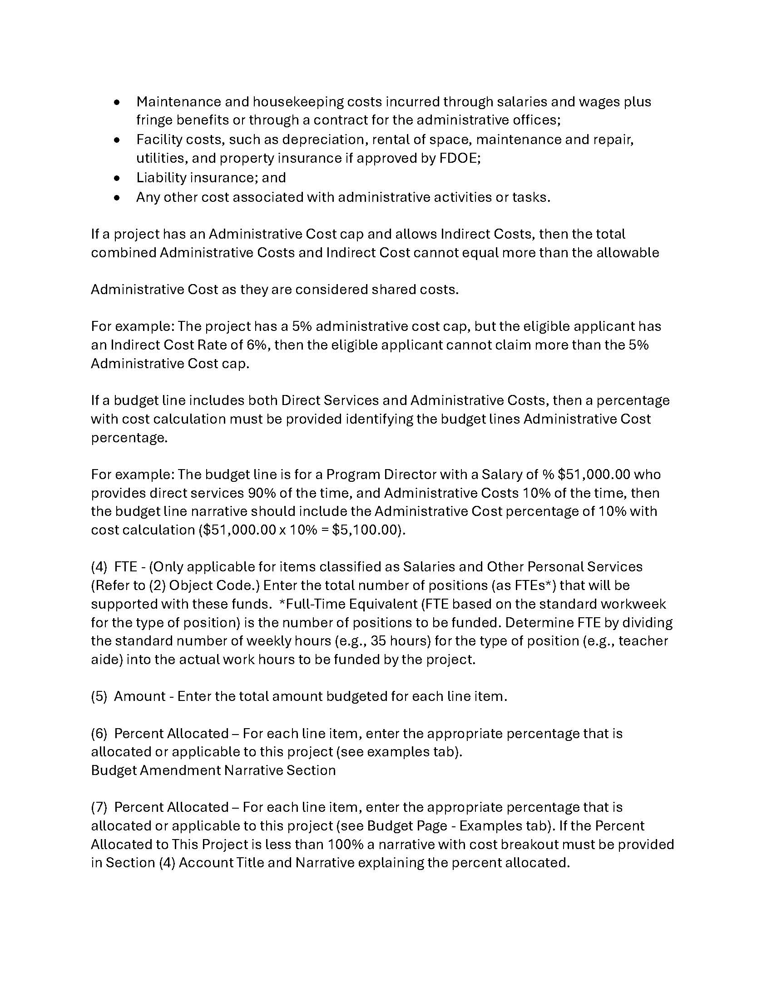 • Maintenance and housekeeping costs incurred through salaries and wages plus
fringe benefits or through a contract for the administrative offices;
• Facility costs, such as depreciation, rental of space, maintenance and repair,
utilities, and property insurance if approved by FDOE;
• Liability insurance; and
• Any other cost associated with administrative activities or tasks.
If a project has an Administrative Cost cap and allows Indirect Costs, then the total
combined Administrative Costs and Indirect Cost cannot equal more than the allowable
Administrative Cost as they are considered shared costs.
For example: The project has a 5% administrative cost cap, but the eligible applicant has
an Indirect Cost Rate of 6%, then the eligible applicant cannot claim more than the 5%
Administrative Cost cap.
If a budget line includes both Direct Services and Administrative Costs, then a percentage
with cost calculation must be provided identifying the budget lines Administrative Cost
percentage.
For example: The budget line is for a Program Director with a Salary of % $51,000.00 who
provides direct services 90% of the time, and Administrative Costs 10% of the time, then
the budget line narrative should include the Administrative Cost percentage of 10% with
cost calculation ($51,000.00 x 10% = $5,100.00).
(4) FTE - (Only applicable for items classified as Salaries and Other Personal Services
(Refer to (2) Object Code.) Enter the total number of positions (as FTEs*) that will be
supported with these funds. *Full-Time Equivalent (FTE based on the standard workweek
for the type of position) is the number of positions to be funded. Determine FTE by dividing
the standard number of weekly hours (e.g., 35 hours) for the type of position (e.g., teacher
aide) into the actual work hours to be funded by the project.
(5) Amount - Enter the total amount budgeted for each line item.
(6) Percent Allocated – For each line item, enter the appropriate percentage that is
allocated or applicable to this project (see examples tab).
Budget Amendment Narrative Section
(7) Percent Allocated – For each line item, enter the appropriate percentage that is
allocated or applicable to this project (see Budget Page - Examples tab). If the Percent
Allocated to This Project is less than 100% a narrative with cost breakout must be provided
in Section (4) Account Title and Narrative explaining the percent allocated.